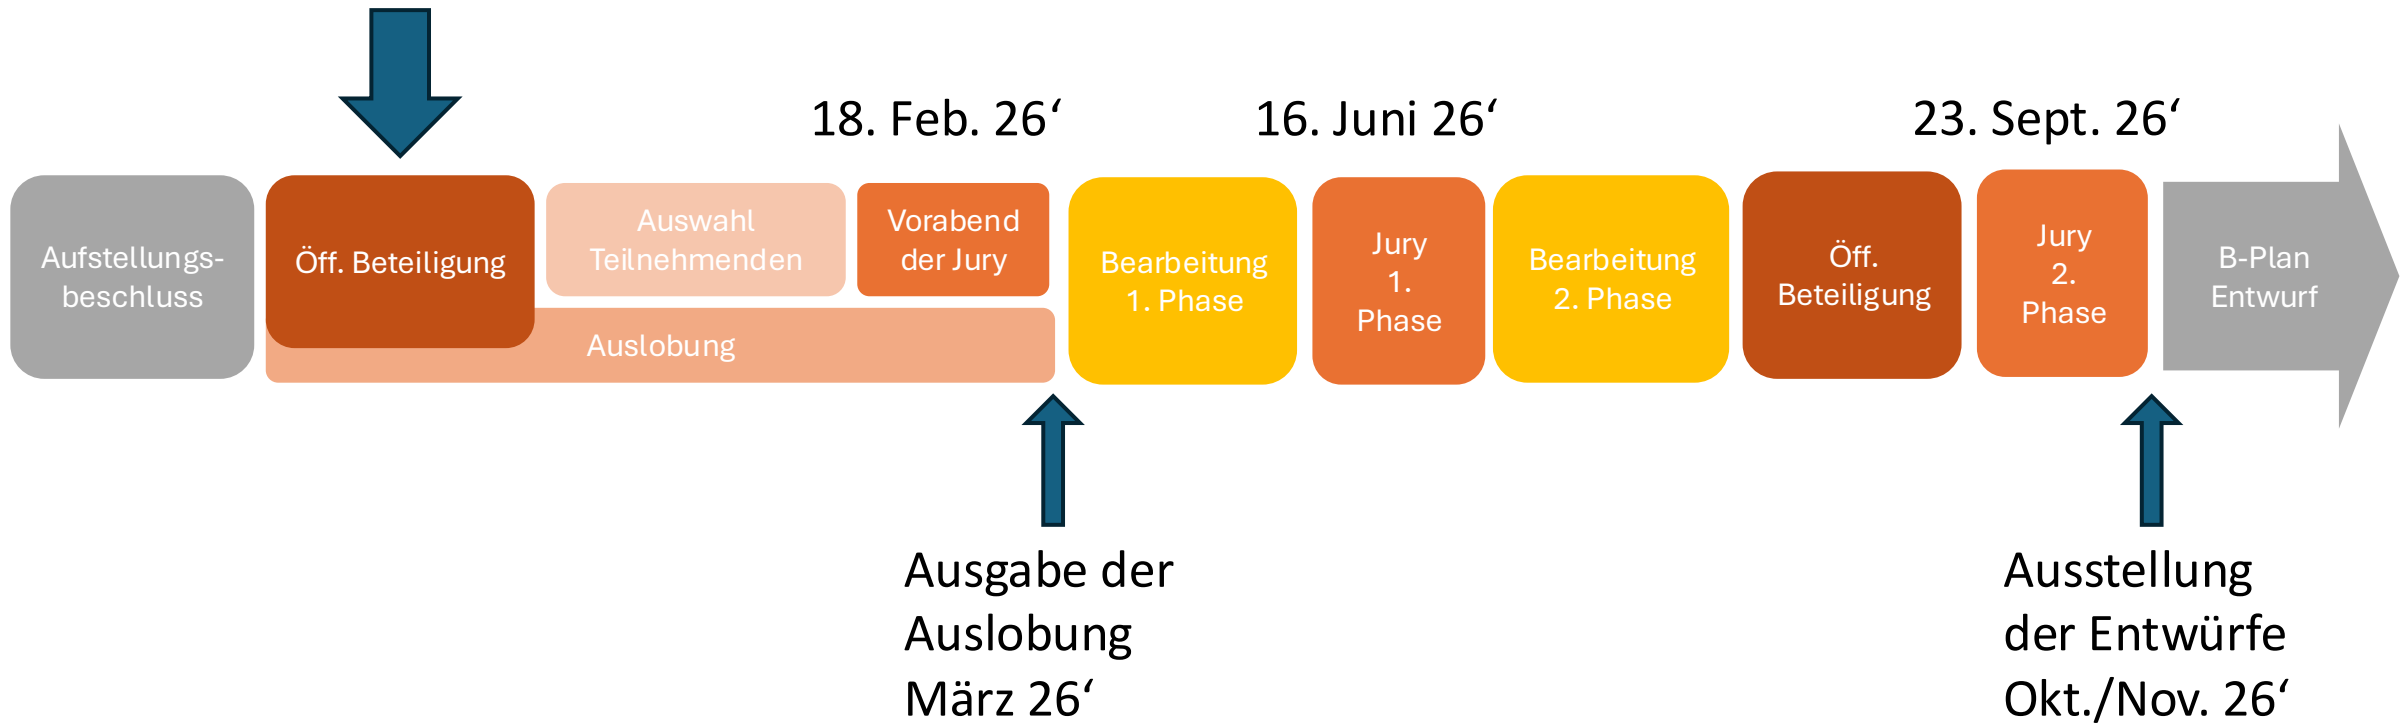 18. Feb. 26‘
16. Juni 26‘
23. Sept. 26‘
Aufstellungs-
beschluss
Öff. Beteiligung
Auswahl
Teilnehmenden
Vorabend
der Jury
Auslobung
Bearbeitung
1. Phase
Jury
1.
Phase
Bearbeitung
2. Phase
Öff.
Beteiligung
Jury
2.
Phase
B-Plan
Entwurf
Ausgabe der
Auslobung
März 26‘
Ausstellung
der Entwürfe
Okt./Nov. 26‘